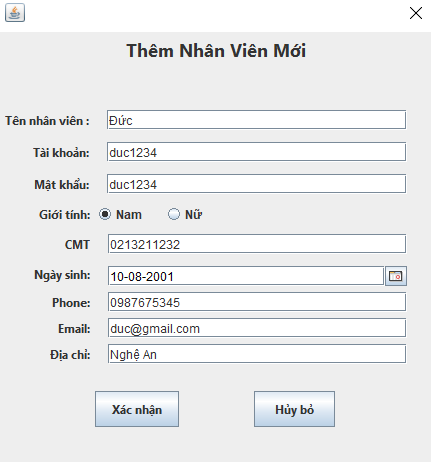 Thêm Nhân Viên Mới
Tên nhân viên : Đức
Tài khoản: duc1234
Mật khẩu: duc1234
Giới tính: Nam Nữ
CMT 0213211232
Ngày sinh: 10-08-2001
Phone: 0987675345
Email: duc@gmail.com
Địa chỉ: Nghệ An
Xác nhận Hủy bỏ